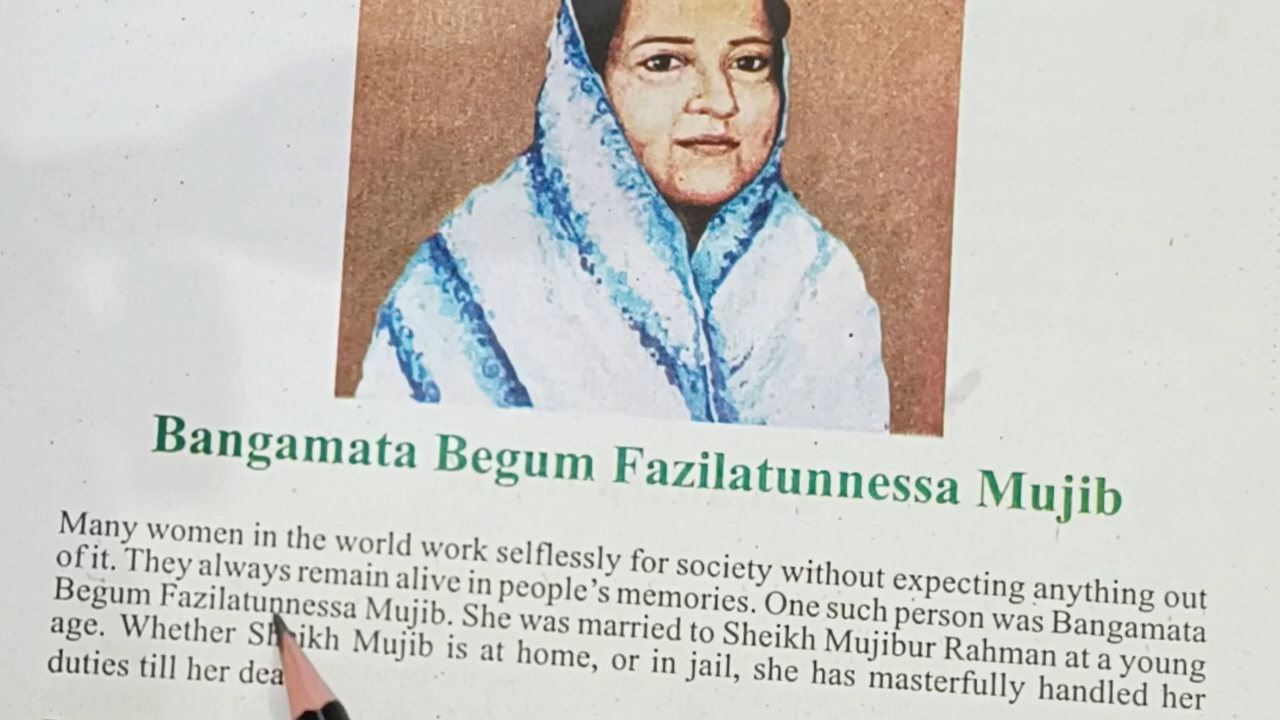 Bangamata Begum Fazilatunnessa Mujib
Many women in the world work selflessly for society without expecting anything out
of it. They always remain alive in people's memories. One such person was Bangamata
Begum Fazilatunnessa Mujib. She was married to Sheikh Mujibur Rahman at a young
age. Whether Sheikh Mujib is at home, or in jail, she has masterfully handled her
duties till her